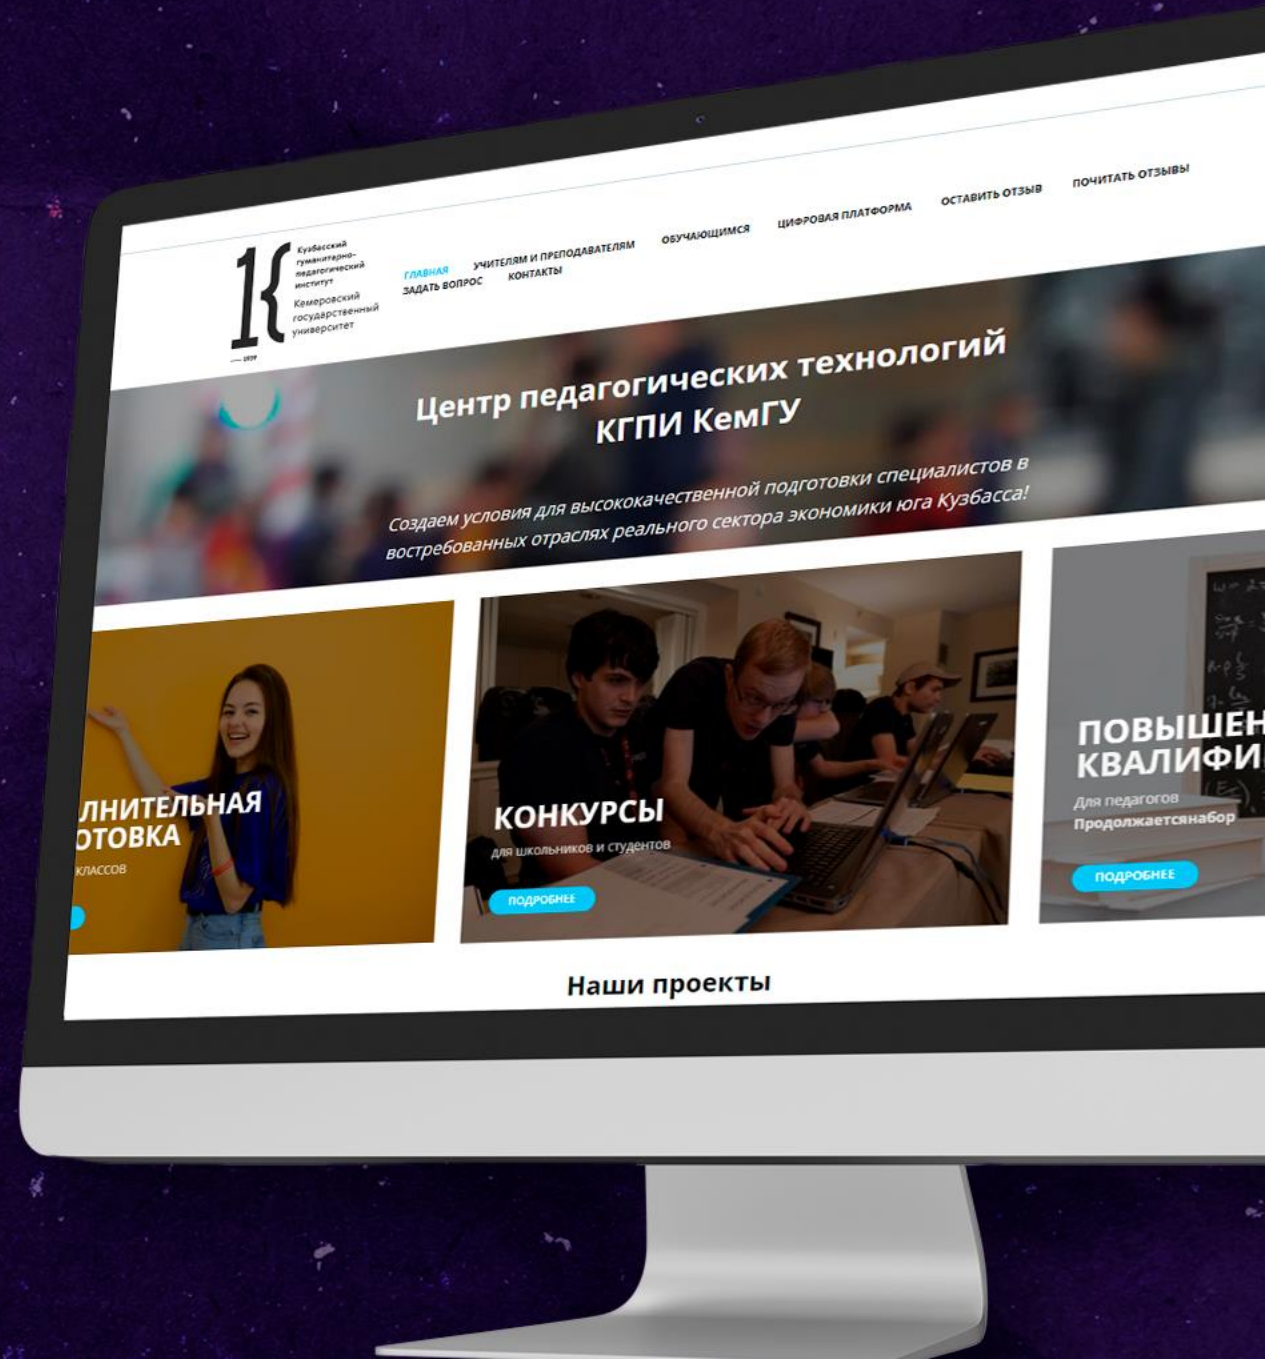 Кузбасский
гуманитарно-
педагогический
институт
Кемеровский
государственный
университет
1939
ГЛАВНАЯ УЧИТЕЛЯМ И ПРЕПОДАВАТЕЛЯМ ОБУЧАЮЩИМСЯ ЦИФРОВАЯ ПЛАТФОРМА ОСТАВИТЬ ОТЗЫВ ПОЧИТАТЬ ОТЗЫВЫ
ЗАДАТЬ ВОПРОС КОНТАКТЫ
Центр педагогических технологий
КГПИ КемГУ
Создаем условия для высококачественной подготовки специалистов в
востребованных отраслях реального сектора экономики юга Кузбасса!
ЛНИТЕЛЬНАЯ
ОТОВКА
КЛАССОВ
КОНКУРСЫ
для школьников и студентов
ПОДРОБНЕЕ
ПОВЫШЕН
КВАЛИФИ
Для педагогов
Продолжаетсянабор
ПОДРОБНЕЕ
Наши проекты